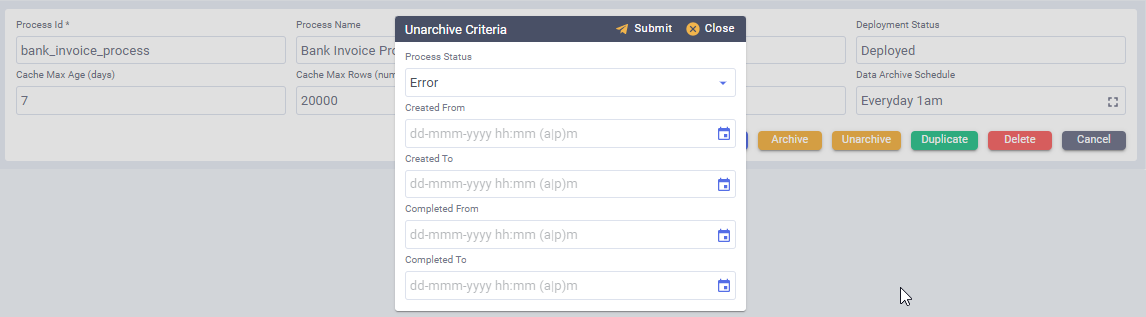 Process Id *
Process Name
Deployment Status
bank_invoice_process
Bank Invoice Pro
Deployed
Cache Max Age (days)
Cache Max Rows (num
Data Archive Schedule
7
20000
Everyday 1am
Archive
Unarchive
Duplicate
Delete
Cancel
Unarchive Criteria
Submit
Close
Process Status
Error
Created From
dd-mmm-yyyy hh:mm (a|p)m
Created To
dd-mmm-yyyy hh:mm (a|p)m
Completed From
dd-mmm-yyyy hh:mm (a|p)m
Completed To
dd-mmm-yyyy hh:mm (a|p)m